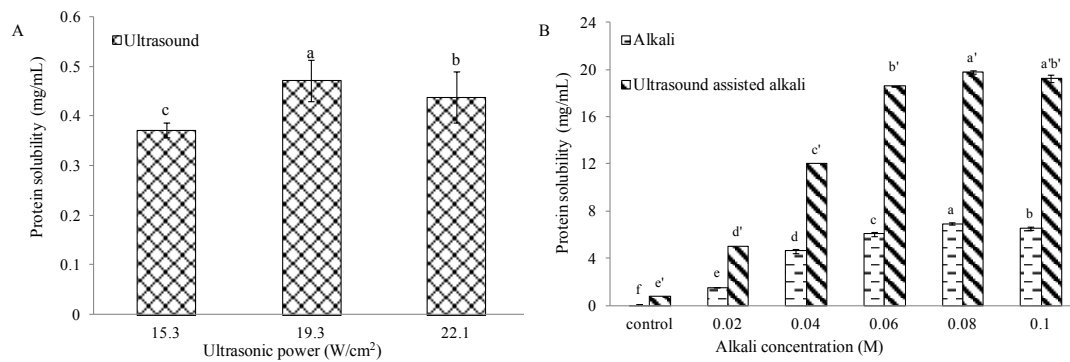 A
Protein solubility (mg/mL)
0.6
0.5
0.4
0.3
0.2
0.1
0
Ultrasound
c
a
b
15.3 19.3 22.1
Ultrasonic power (W/cm²)
B
Protein solubility (mg/mL)
24
20
16
12
8
4
0
Alkali
Ultrasound assisted alkali
f e'
e d'
d c'
c b'
a a'
b a'b'
control 0.02 0.04 0.06 0.08 0.1
Alkali concentration (M)